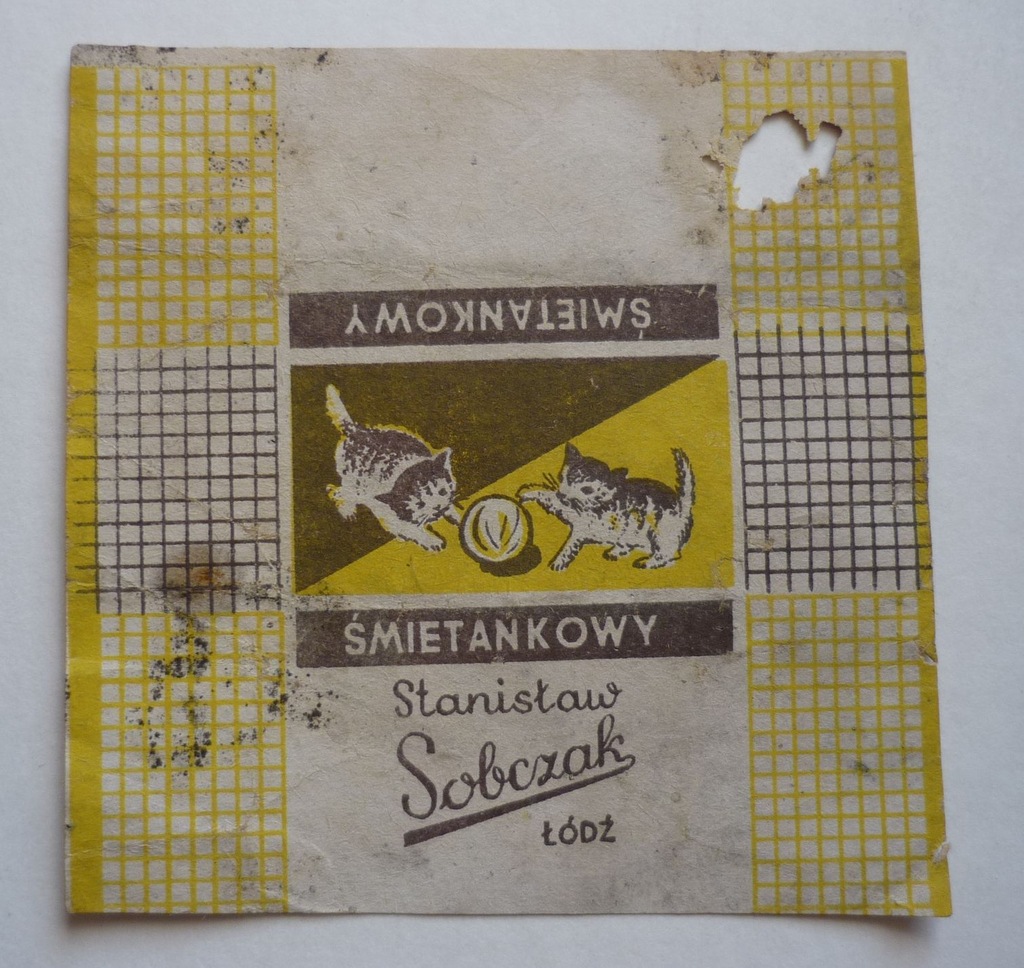 ŚMIETANKOWY
ŚMIETANKOWY
Stanisław
Sobczak
ŁÓDŹ